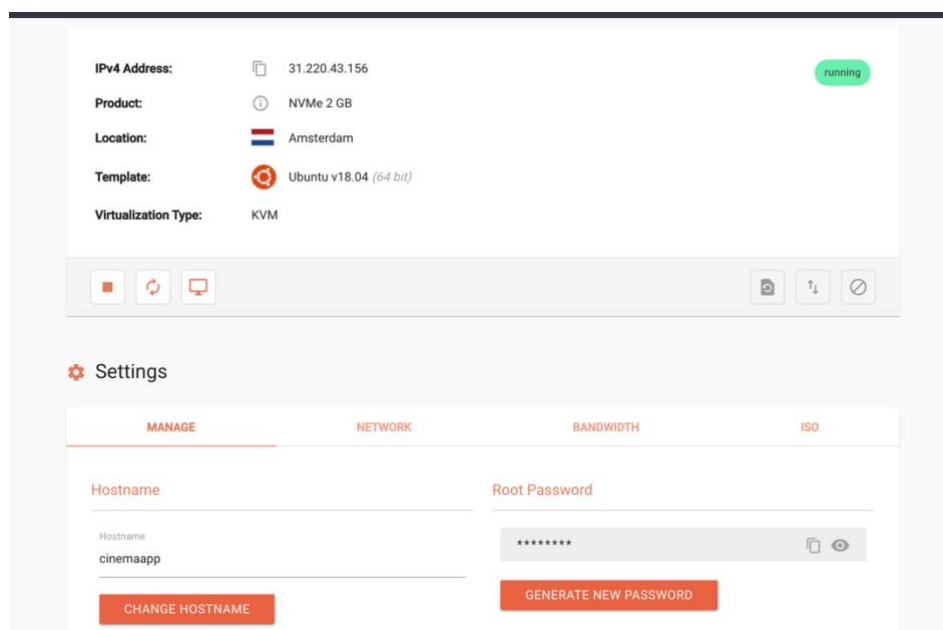 IPv4 Address: 31.220.43.156 running
Product: NVMe 2 GB
Location: Amsterdam
Template: Ubuntu v18.04 (64 bit)
Virtualization Type: KVM
Settings
MANAGE NETWORK BANDWIDTH ISO
Hostname Root Password
Hostname
cinemaapp
********
CHANGE HOSTNAME GENERATE NEW PASSWORD